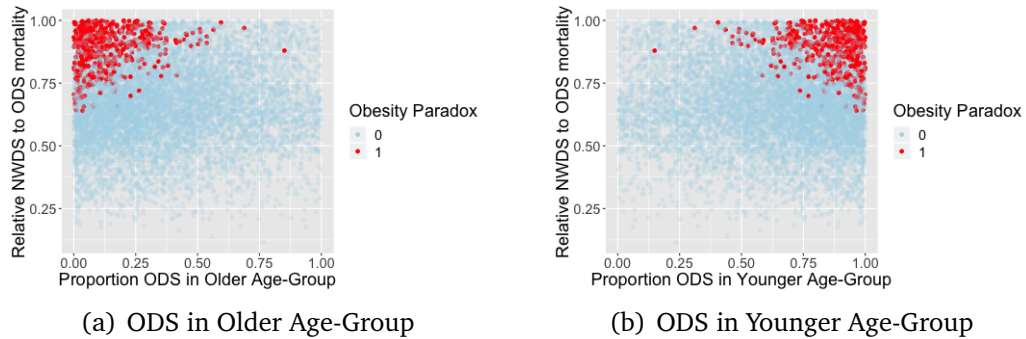 Relative NWDS to ODS mortality
1.00
0.75
0.50
0.25
0.00 0.25 0.50 0.75 1.00
Proportion ODS in Older Age-Group
Obesity Paradox
0
1
(a) ODS in Older Age-Group
Relative NWDS to ODS mortality
1.00
0.75
0.50
0.25
0.00 0.25 0.50 0.75 1.00
Proportion ODS in Younger Age-Group
Obesity Paradox
0
1
(b) ODS in Younger Age-Group